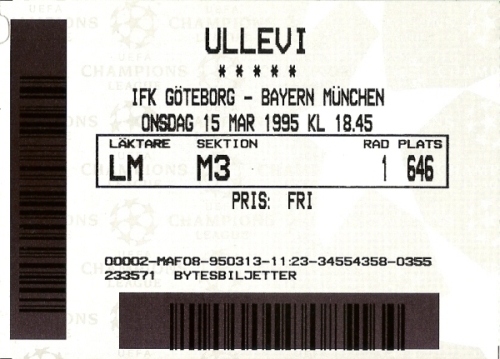 ULLEVI
* * * * *
IFK GÖTEBORG - BAYERN MÜNCHEN
ONSDAG 15 MAR 1995 KL 18.45
LÄKTARE SEKTION RAD PLATS
LM M3 1 646
PRIS: FRI
00002-MAF08-950313-11:23-34554358-0355
233571 BYTESBILJETTER